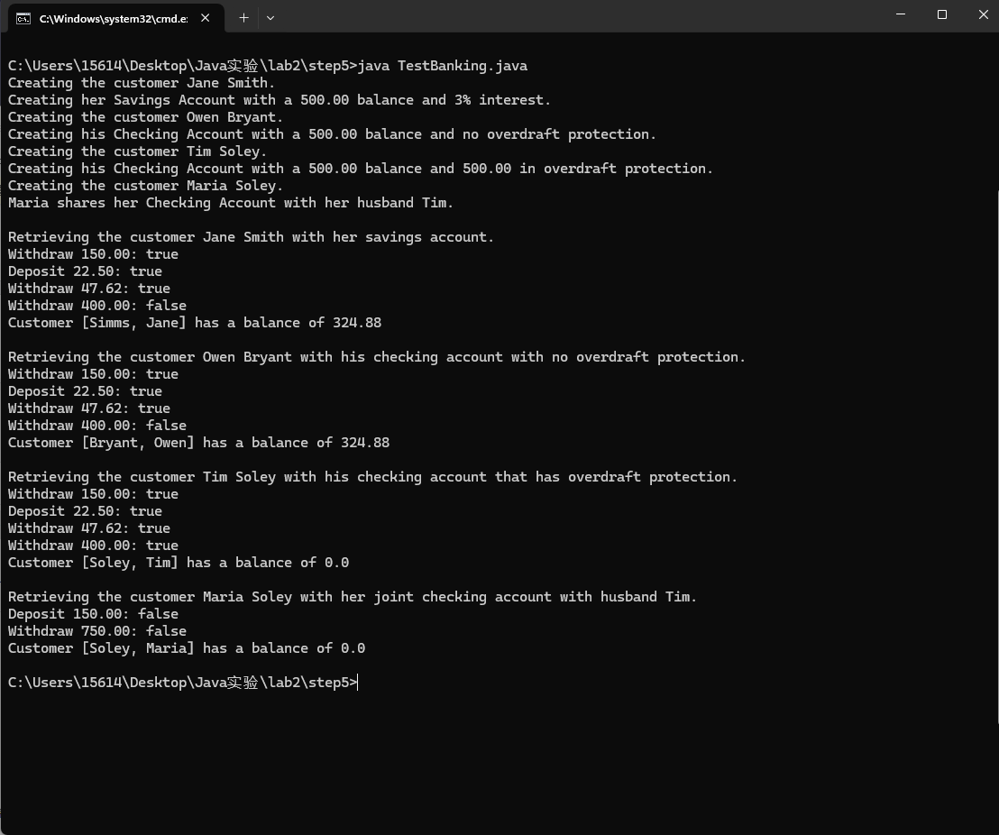 C:\Windows\system32\cmd.e:
C:\Users\15614\Desktop\Java实验\lab2\step5>java TestBanking.java
Creating the customer Jane Smith.
Creating her Savings Account with a 500.00 balance and 3% interest.
Creating the customer Owen Bryant.
Creating his Checking Account with a 500.00 balance and no overdraft protection.
Creating the customer Tim Soley.
Creating his Checking Account with a 500.00 balance and 500.00 in overdraft protection.
Creating the customer Maria Soley.
Maria shares her Checking Account with her husband Tim.
Retrieving the customer Jane Smith with her savings account.
Withdraw 150.00: true
Deposit 22.50: true
Withdraw 47.62: true
Withdraw 400.00: false
Customer [Simms, Jane] has a balance of 324.88
Retrieving the customer Owen Bryant with his checking account with no overdraft protection.
Withdraw 150.00: true
Deposit 22.50: true
Withdraw 47.62: true
Withdraw 400.00: false
Customer [Bryant, Owen] has a balance of 324.88
Retrieving the customer Tim Soley with his checking account that has overdraft protection.
Withdraw 150.00: true
Deposit 22.50: true
Withdraw 47.62: true
Withdraw 400.00: true
Customer [Soley, Tim] has a balance of 0.0
Retrieving the customer Maria Soley with her joint checking account with husband Tim.
Deposit 150.00: false
Withdraw 750.00: false
Customer [Soley, Maria] has a balance of 0.0
C:\Users\15614\Desktop\Java实验\lab2\step5>